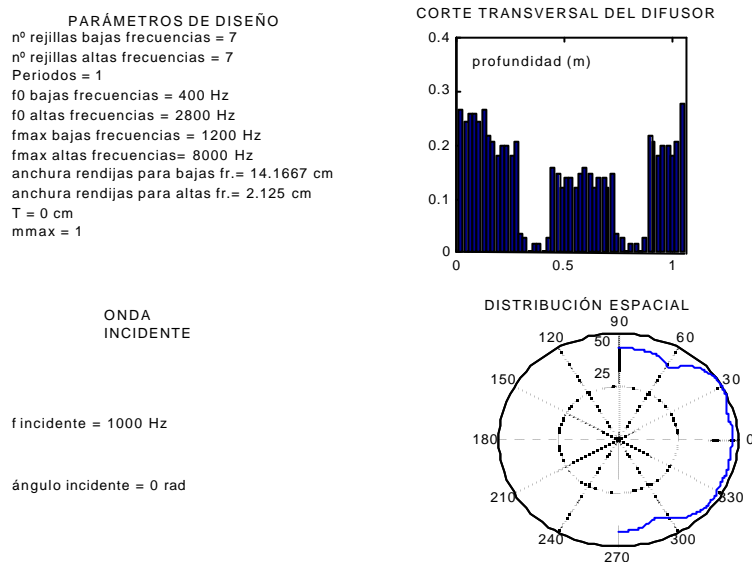 PARÁMETROS DE DISEÑO
nº rejillas bajas frecuencias = 7
nº rejillas altas frecuencias = 7
Periodos = 1
f0 bajas frecuencias = 400 Hz
f0 altas frecuencias = 2800 Hz
fmax bajas frecuencias = 1200 Hz
fmax altas frecuencias= 8000 Hz
anchura rendijas para bajas fr.= 14.1667 cm
anchura rendijas para altas fr.= 2.125 cm
T = 0 cm
mmax = 1
CORTE TRANSVERSAL DEL DIFUSOR
profundidad (m)
0.4
0.3
0.2
0.1
0
0 0.5 1
ONDA
INCIDENTE
f incidente = 1000 Hz
ángulo incidente = 0 rad
DISTRIBUCIÓN ESPACIAL
90
120 50 60
25
150 30
180 0
210 330
240 300
270